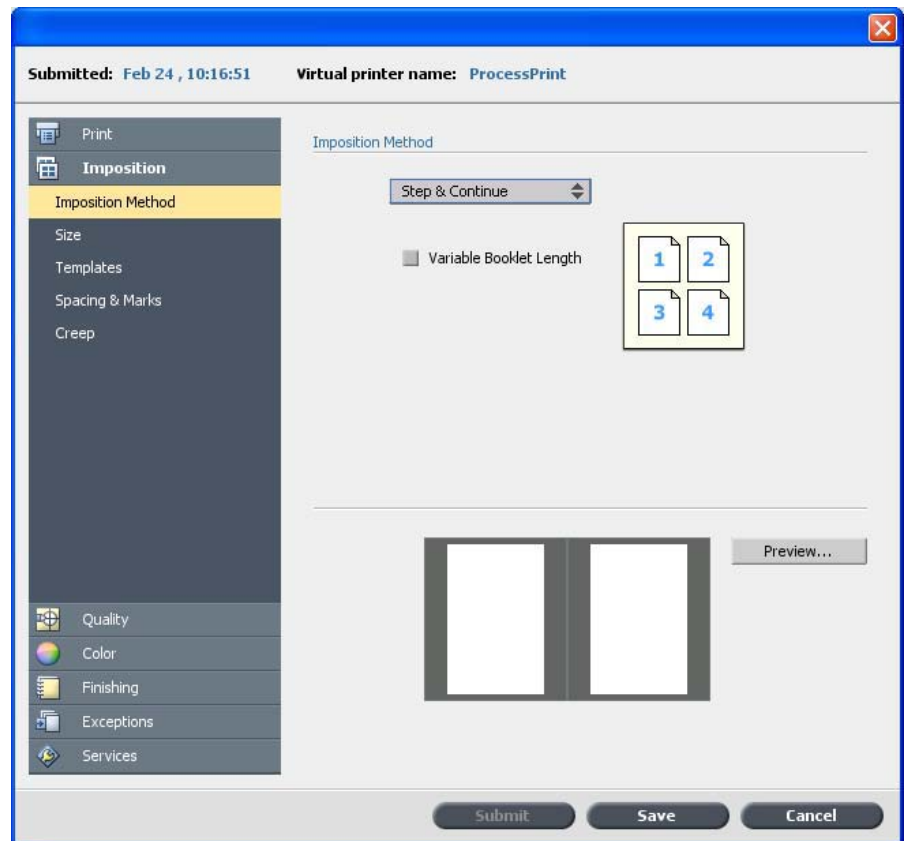 Submitted: Feb 24 , 10:16:51 Virtual printer name: ProcessPrint
Print
Imposition
Imposition Method
Size
Templates
Spacing & Marks
Creep
Quality
Color
Finishing
Exceptions
Services
Imposition Method
Step & Continue
Variable Booklet Length
1 2
3 4
Preview...
Submit Save Cancel